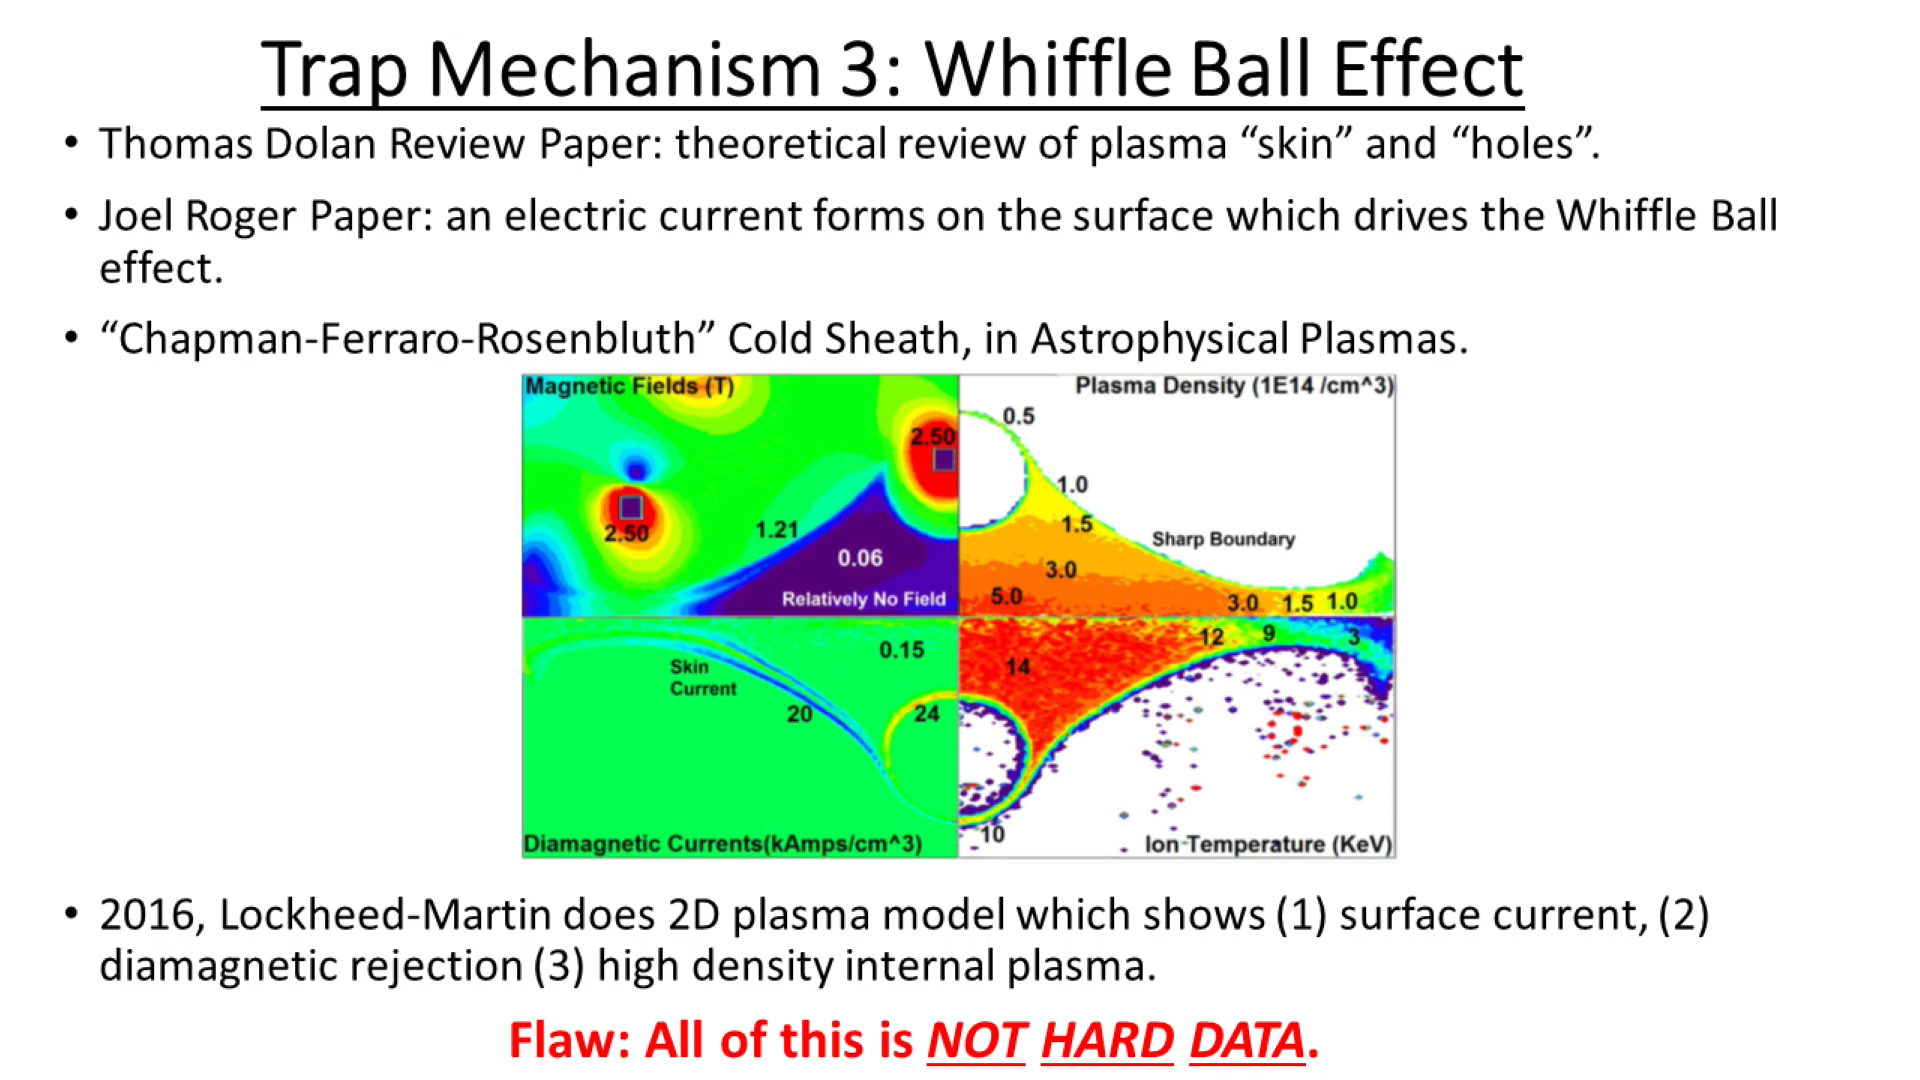 Trap Mechanism 3: Whiffle Ball Effect
• Thomas Dolan Review Paper: theoretical review of plasma “skin” and “holes”.
• Joel Roger Paper: an electric current forms on the surface which drives the Whiffle Ball
effect.
• “Chapman-Ferraro-Rosenbluth” Cold Sheath, in Astrophysical Plasmas.
Magnetic Fields (T)
2.50
2.50
1.21
0.06
Relatively No Field
Plasma Density (1E14 /cm^3)
0.5
1.0
1.5
Sharp Boundary
3.0
5.0
3.0 1.5 1.0
0.15
Skin
Current
20
24
Diamagnetic Currents(kAmps/cm^3)
12 9 3
14
10
Ion-Temperature (KeV)
• 2016, Lockheed-Martin does 2D plasma model which shows (1) surface current, (2)
diamagnetic rejection (3) high density internal plasma.
Flaw: All of this is NOT HARD DATA.